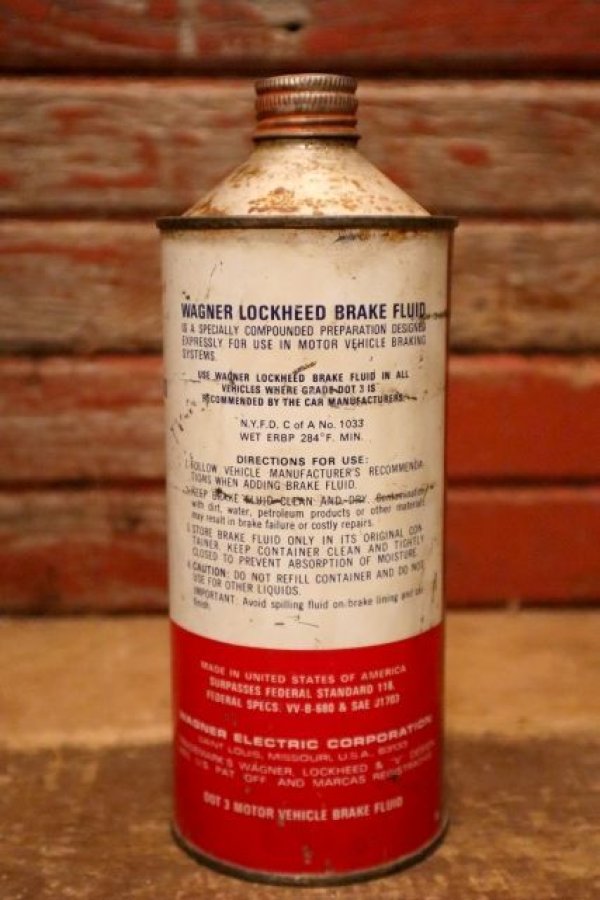 WAGNER LOCKHEED BRAKE FLUID
IS A SPECIALLY COMPOUNDED PREPARATION DESIGNED
EXPRESSLY FOR USE IN MOTOR VEHICLE BRAKING
SYSTEMS.
USE WAGNER LOCKHEED BRAKE FLUID IN ALL
VEHICLES WHERE GRADE DOT 3 IS
RECOMMENDED BY THE CAR MANUFACTURERS.
N.Y.F.D. C of A No. 1033
WET ERBP 284°F. MIN.
DIRECTIONS FOR USE:
1. FOLLOW VEHICLE MANUFACTURER'S RECOMMENDA-
TIONS WHEN ADDING BRAKE FLUID.
2. KEEP BRAKE FLUID CLEAN AND DRY. Contamination
with dirt, water, petroleum products or other materials
may result in brake failure or costly repairs.
3. STORE BRAKE FLUID ONLY IN ITS ORIGINAL CON-
TAINER. KEEP CONTAINER CLEAN AND TIGHTLY
CLOSED TO PREVENT ABSORPTION OF MOISTURE.
4. CAUTION: DO NOT REFILL CONTAINER AND DO NOT
USE FOR OTHER LIQUIDS.
IMPORTANT: Avoid spilling fluid on brake lining and car
finish.
MADE IN UNITED STATES OF AMERICA
SURPASSES FEDERAL STANDARD 116,
FEDERAL SPECS. VV-B-680 & SAE J1703
WAGNER ELECTRIC CORPORATION
SAINT LOUIS, MISSOURI, U.S.A.
WAGNER, LOCKHEED &
U.S. PAT. OFF. AND MARCAS
DOT 3 MOTOR VEHICLE BRAKE FLUID